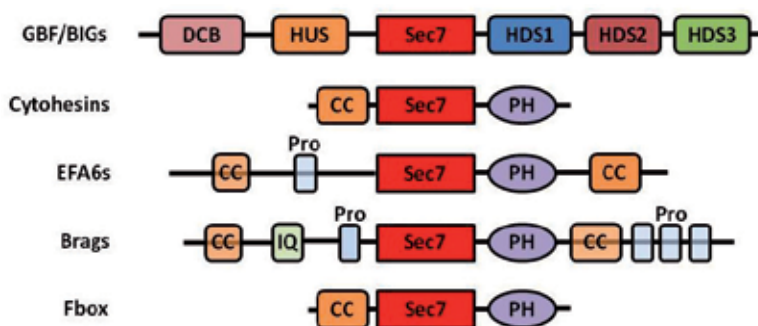 GBF/BIGs DCB HUS Sec7 HDS1 HDS2 HDS3
Cytohesins CC Sec7 PH
Pro
EFA6s CC Sec7 PH CC
Pro Pro
Brags CC IQ Sec7 PH CC
Fbox CC Sec7 PH